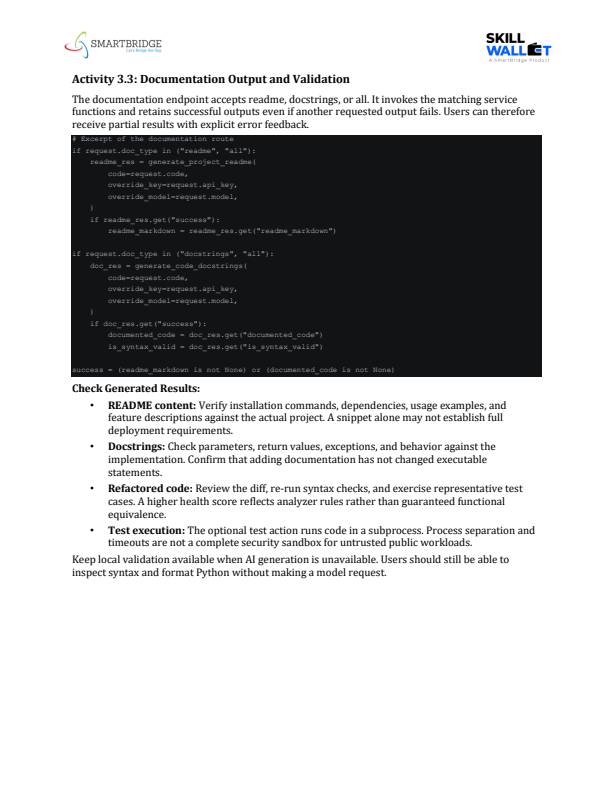 SMARTBRIDGE
Let's Bridge the Gap
SKILL
WALLET
A SmartBridge Product
Activity 3.3: Documentation Output and Validation
The documentation endpoint accepts readme, docstrings, or all. It invokes the matching service
functions and retains successful outputs even if another requested output fails. Users can therefore
receive partial results with explicit error feedback.
# Excerpt of the documentation route
if request.doc_type in ("readme", "all"):
    readme_res = generate_project_readme(
        code=request.code,
        override_key=request.api_key,
        override_model=request.model,
    )
    if readme_res.get("success"):
        readme_markdown = readme_res.get("readme_markdown")
if request.doc_type in ("docstrings", "all"):
    doc_res = generate_code_docstrings(
        code=request.code,
        override_key=request.api_key,
        override_model=request.model,
    )
    if doc_res.get("success"):
        documented_code = doc_res.get("documented_code")
        is_syntax_valid = doc_res.get("is_syntax_valid")
success = (readme_markdown is not None) or (documented_code is not None)
Check Generated Results:
• README content: Verify installation commands, dependencies, usage examples, and
feature descriptions against the actual project. A snippet alone may not establish full
deployment requirements.
• Docstrings: Check parameters, return values, exceptions, and behavior against the
implementation. Confirm that adding documentation has not changed executable
statements.
• Refactored code: Review the diff, re-run syntax checks, and exercise representative test
cases. A higher health score reflects analyzer rules rather than guaranteed functional
equivalence.
• Test execution: The optional test action runs code in a subprocess. Process separation and
timeouts are not a complete security sandbox for untrusted public workloads.
Keep local validation available when AI generation is unavailable. Users should still be able to
inspect syntax and format Python without making a model request.